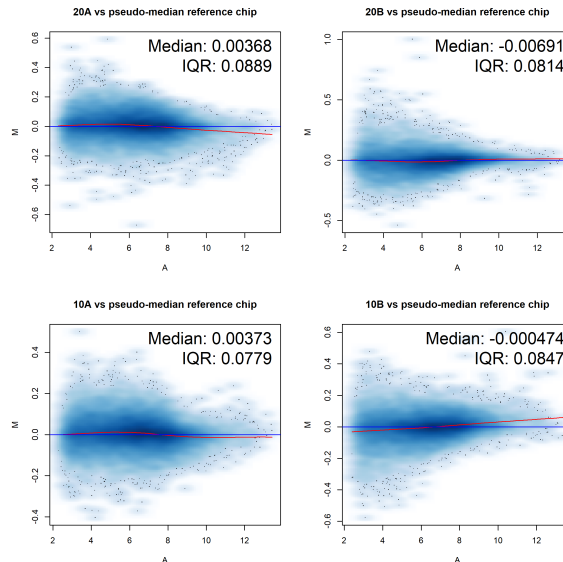 20A vs pseudo-median reference chip
Median: 0.00368
IQR: 0.0889
M
0.6
0.4
0.2
0.0
-0.2
-0.4
-0.6
2 4 6 8 10 12
A
20B vs pseudo-median reference chip
Median: -0.00691
IQR: 0.0814
M
1.0
0.5
0.0
-0.5
2 4 6 8 10 12
A
10A vs pseudo-median reference chip
Median: 0.00373
IQR: 0.0779
M
0.4
0.2
0.0
-0.2
-0.4
2 4 6 8 10 12
A
10B vs pseudo-median reference chip
Median: -0.000474
IQR: 0.0847
M
0.6
0.4
0.2
0.0
-0.2
-0.4
-0.6
2 4 6 8 10 12
A